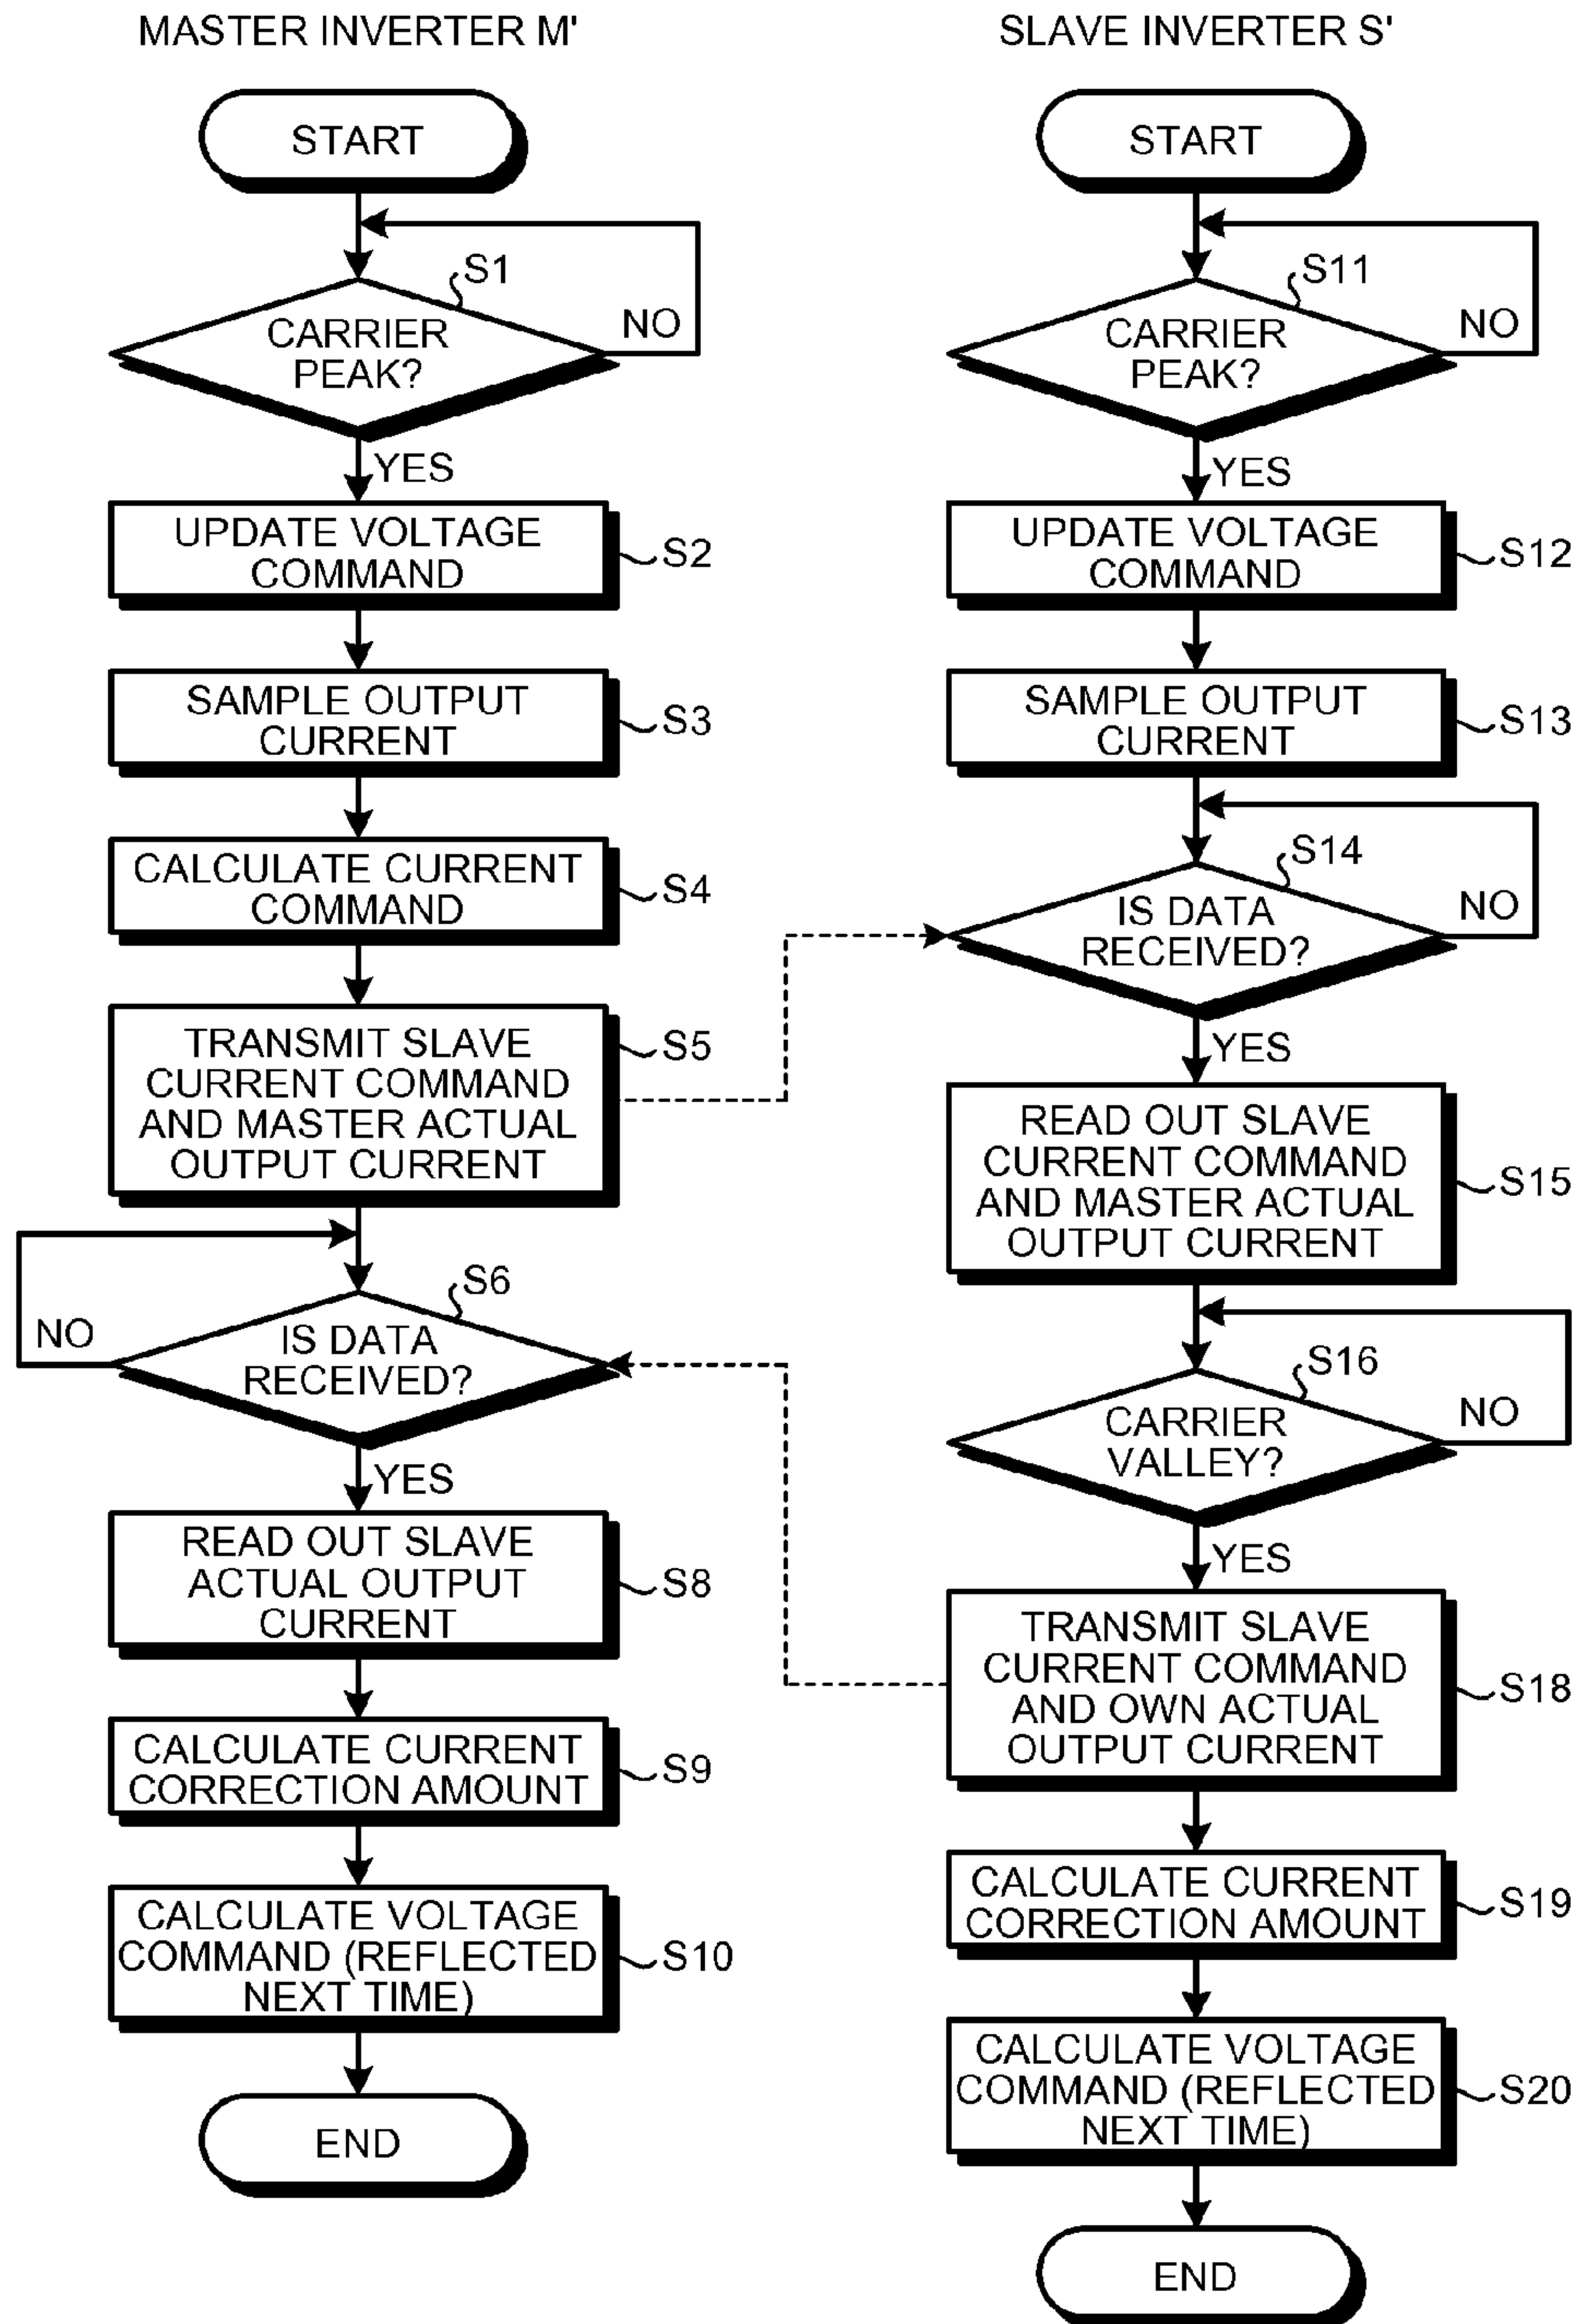 MASTER INVERTER M'
START
S1
CARRIER
PEAK?
NO
YES
UPDATE VOLTAGE
COMMAND
S2
SAMPLE OUTPUT
CURRENT
S3
CALCULATE CURRENT
COMMAND
S4
TRANSMIT SLAVE
CURRENT COMMAND
AND MASTER ACTUAL
OUTPUT CURRENT
S5
S6
IS DATA
RECEIVED?
NO
YES
READ OUT SLAVE
ACTUAL OUTPUT
CURRENT
S8
CALCULATE CURRENT
CORRECTION AMOUNT
S9
CALCULATE VOLTAGE
COMMAND (REFLECTED
NEXT TIME)
S10
END
SLAVE INVERTER S'
START
S11
CARRIER
PEAK?
NO
YES
UPDATE VOLTAGE
COMMAND
S12
SAMPLE OUTPUT
CURRENT
S13
S14
IS DATA
RECEIVED?
NO
YES
READ OUT SLAVE
CURRENT COMMAND
AND MASTER ACTUAL
OUTPUT CURRENT
S15
S16
CARRIER
VALLEY?
NO
YES
TRANSMIT SLAVE
CURRENT COMMAND
AND OWN ACTUAL
OUTPUT CURRENT
S18
CALCULATE CURRENT
CORRECTION AMOUNT
S19
CALCULATE VOLTAGE
COMMAND (REFLECTED
NEXT TIME)
S20
END